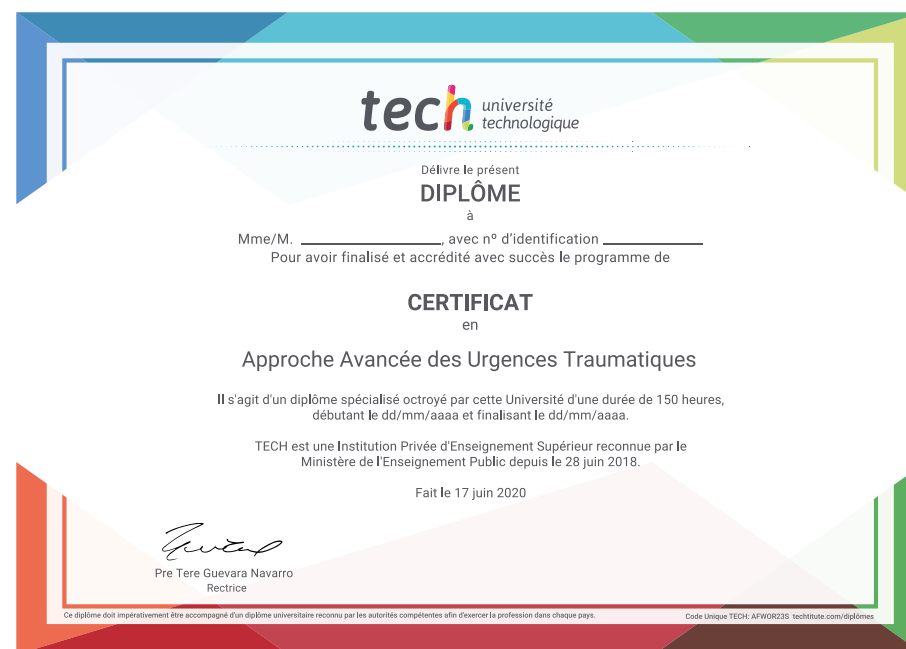 tech université
technologique
Délivre le présent
DIPLÔME
à
Mme/M. ____________________, avec nº d'identification ______________
Pour avoir finalisé et accrédité avec succès le programme de
CERTIFICAT
en
Approche Avancée des Urgences Traumatiques
Il s'agit d'un diplôme spécialisé octroyé par cette Université d'une durée de 150 heures,
débutant le dd/mm/aaaa et finalisant le dd/mm/aaaa.
TECH est une Institution Privée d'Enseignement Supérieur reconnue par le
Ministère de l'Enseignement Public depuis le 28 juin 2018.
Fait le 17 juin 2020
Pre Tere Guevara Navarro
Rectrice
Ce diplôme doit impérativement être accompagné d'un diplôme universitaire reconnu par les autorités compétentes afin d'exercer la profession dans chaque pays.
Code Unique TECH: AFWOR23S techtitute.com/diplômes